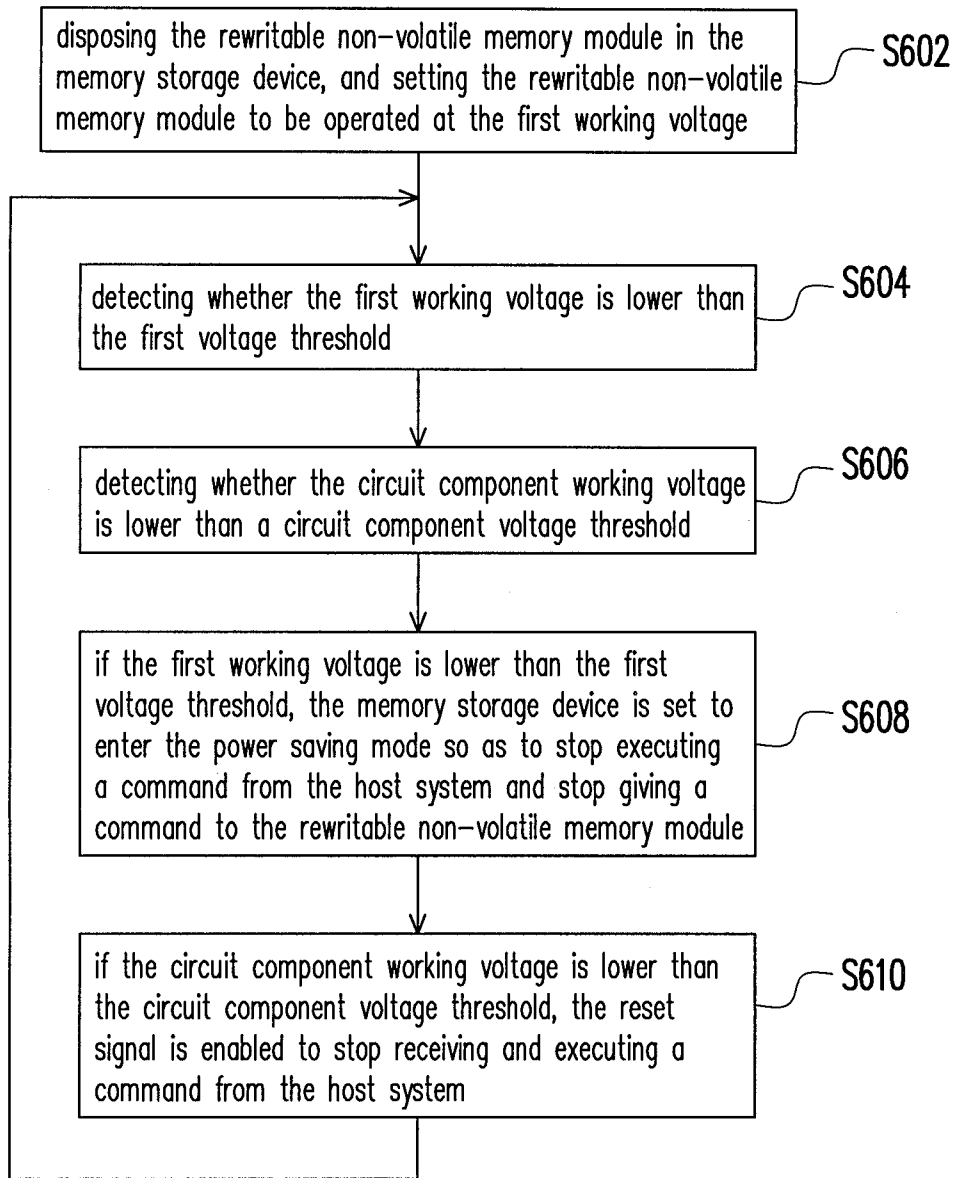 disposing the rewritable non-volatile memory module in the
memory storage device, and setting the rewritable non-volatile
memory module to be operated at the first working voltage
S602
detecting whether the first working voltage is lower than
the first voltage threshold
S604
detecting whether the circuit component working voltage
is lower than a circuit component voltage threshold
S606
if the first working voltage is lower than the first
voltage threshold, the memory storage device is set to
enter the power saving mode so as to stop executing
a command from the host system and stop giving a
command to the rewritable non-volatile memory module
S608
if the circuit component working voltage is lower than
the circuit component voltage threshold, the reset
signal is enabled to stop receiving and executing a
command from the host system
S610